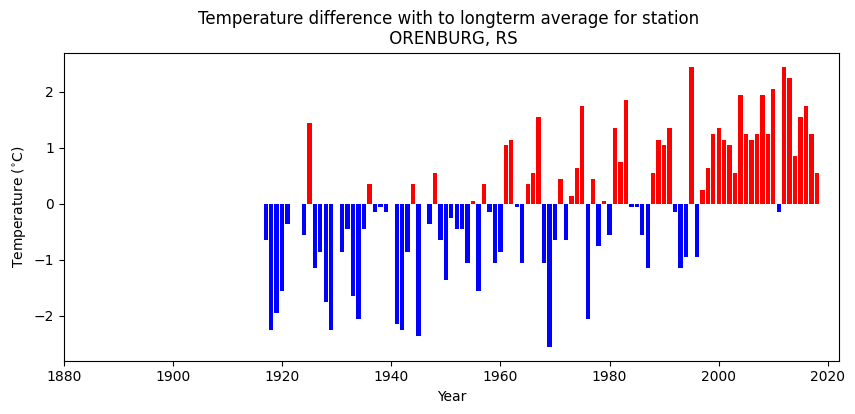 Temperature difference with to longterm average for station
ORENBURG, RS
Temperature (°C)
2
1
0
−1
−2
1880 1900 1920 1940 1960 1980 2000 2020
Year